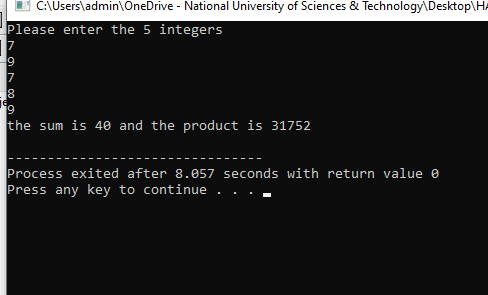 C:\Users\admin\OneDrive - National University of Sciences & Technology\Desktop\HA
Please enter the 5 integers
7
9
7
8
9
the sum is 40 and the product is 31752
--------------------------------
Process exited after 8.057 seconds with return value 0
Press any key to continue . . .